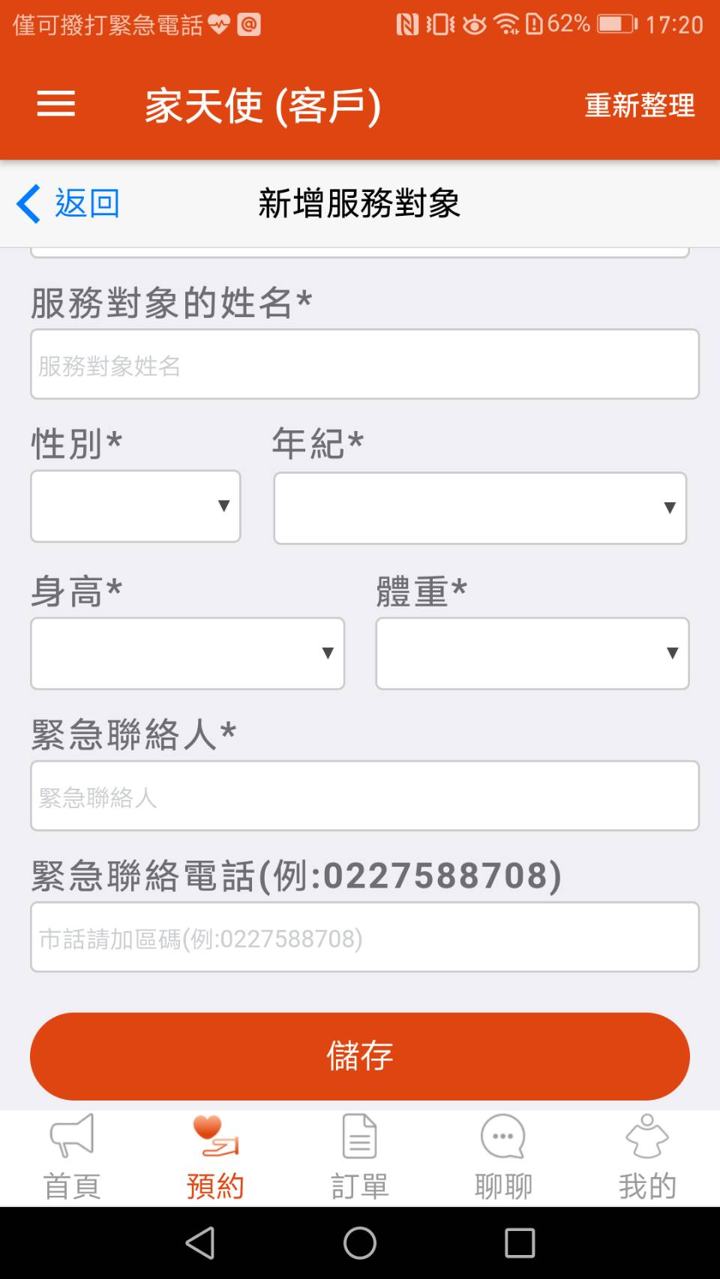 僅可撥打緊急電話 62% 17:20
家天使 (客戶) 重新整理
返回 新增服務對象
服務對象的姓名*
服務對象姓名
性別* 年紀*
身高* 體重*
緊急聯絡人*
緊急聯絡人
緊急聯絡電話(例:0227588708)
市話請加區碼(例:0227588708)
儲存
首頁 預約 訂單 聊聊 我的